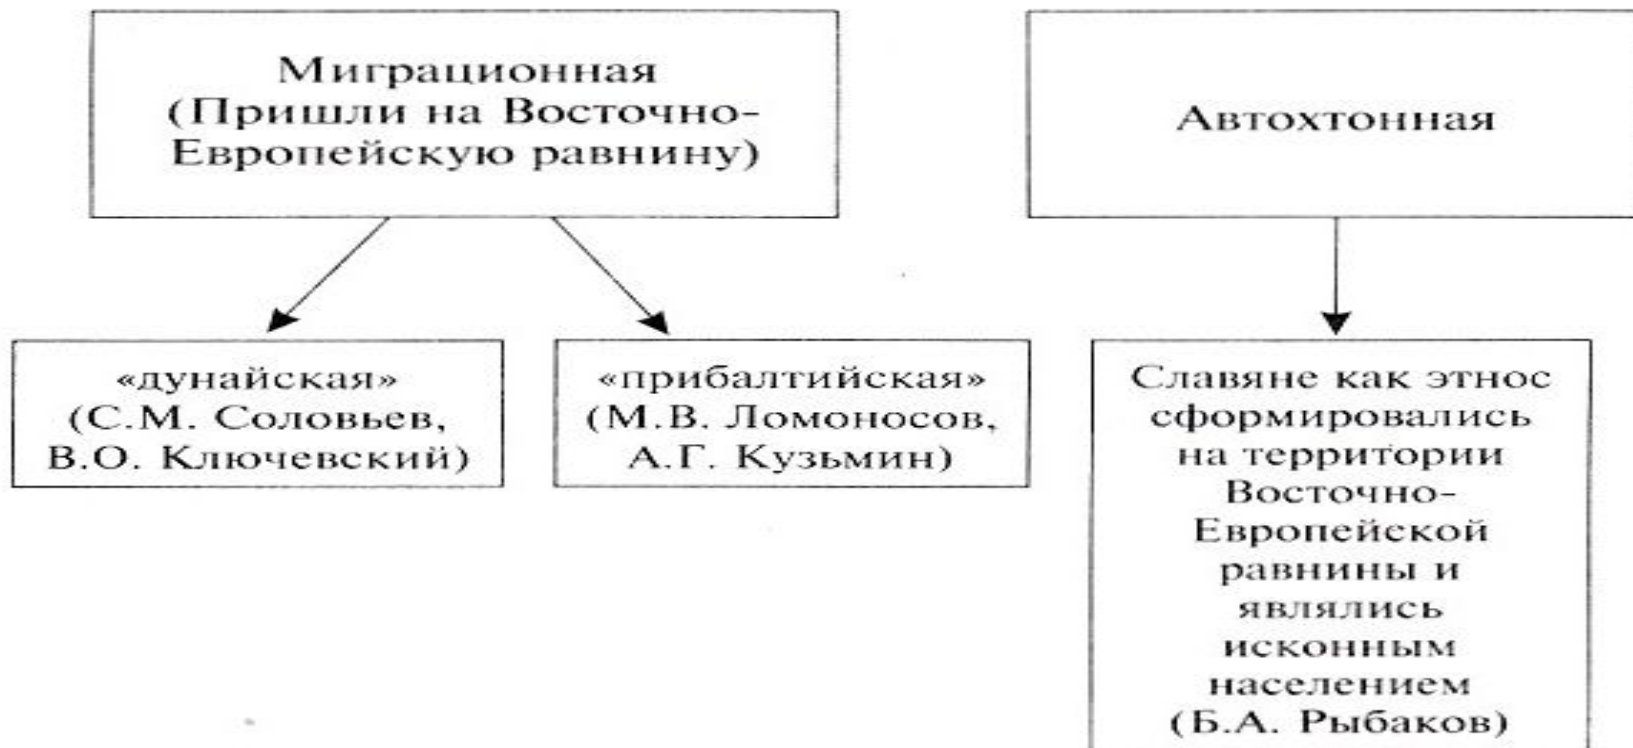 Миграционная
(Пришли на Восточно-
Европейскую равнину)
Автохтонная
«дунайская»
(С.М. Соловьев,
В.О. Ключевский)
«прибалтийская»
(М.В. Ломоносов,
А.Г. Кузьмин)
Славяне как этнос
сформировались
на территории
Восточно-
Европейской
равнины и
являлись
исконным
населением
(Б.А. Рыбаков)